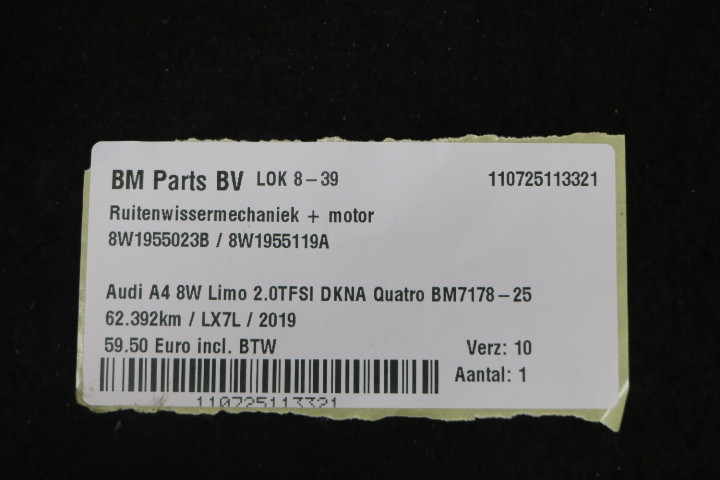 BM Parts BV LOK 8-39 110725113321
Ruitenwissermechaniek + motor
8W1955023B / 8W1955119A
Audi A4 8W Limo 2.0TFSI DKNA Quatro BM7178-25
62.392km / LX7L / 2019
59.50 Euro incl. BTW Verz: 10
Aantal: 1
110725113321